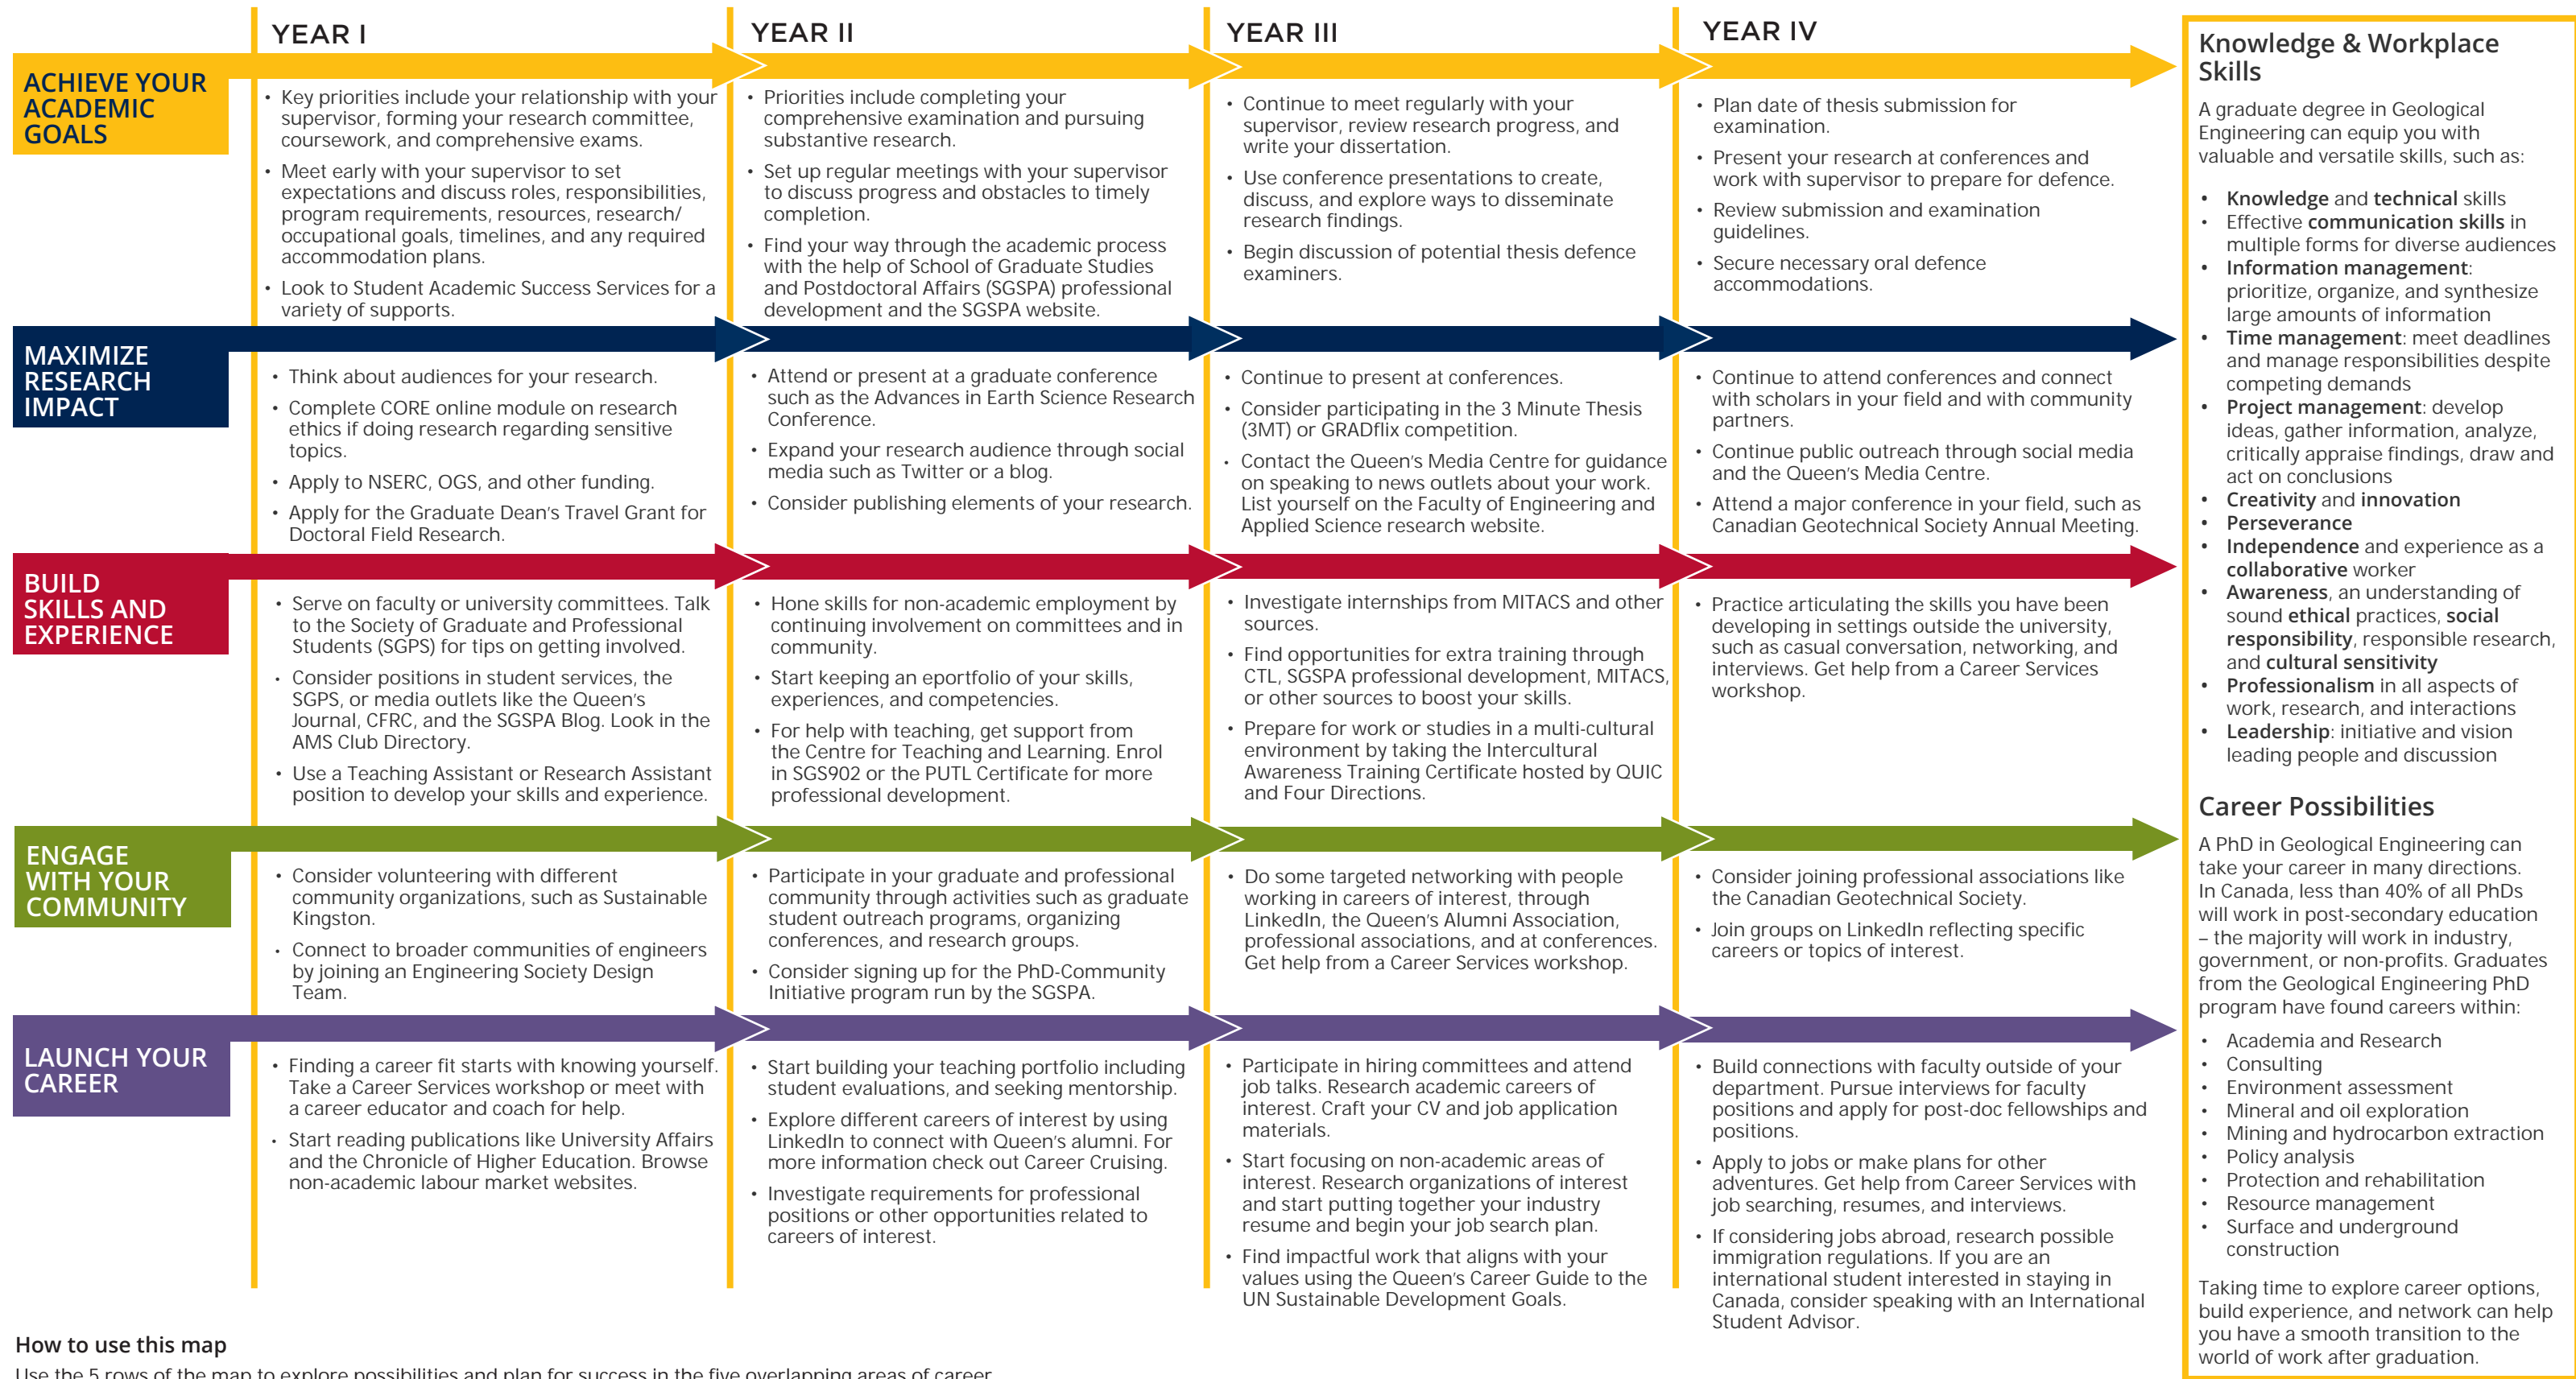 YEAR I
YEAR II
YEAR III
YEAR IV
ACHIEVE YOUR
ACADEMIC
GOALS
• Key priorities include your relationship with your
supervisor, forming your research committee,
coursework, and comprehensive exams.
• Meet early with your supervisor to set
expectations and discuss roles, responsibilities,
program requirements, resources, research/
occupational goals, timelines, and any required
accommodation plans.
• Look to Student Academic Success Services for a
variety of supports.
• Priorities include completing your
comprehensive examination and pursuing
substantive research.
• Set up regular meetings with your supervisor
to discuss progress and obstacles to timely
completion.
• Find your way through the academic process
with the help of School of Graduate Studies
and Postdoctoral Affairs (SGSPA) professional
development and the SGSPA website.
• Continue to meet regularly with your
supervisor, review research progress, and
write your dissertation.
• Use conference presentations to create,
discuss, and explore ways to disseminate
research findings.
• Begin discussion of potential thesis defence
examiners.
• Plan date of thesis submission for
examination.
• Present your research at conferences and
work with supervisor to prepare for defence.
• Review submission and examination
guidelines.
• Secure necessary oral defence
accommodations.
MAXIMIZE
RESEARCH
IMPACT
• Think about audiences for your research.
• Complete CORE online module on research
ethics if doing research regarding sensitive
topics.
• Apply to NSERC, OGS, and other funding.
• Apply for the Graduate Dean's Travel Grant for
Doctoral Field Research.
• Attend or present at a graduate conference
such as the Advances in Earth Science Research
Conference.
• Expand your research audience through social
media such as Twitter or a blog.
• Consider publishing elements of your research.
• Continue to present at conferences.
• Consider participating in the 3 Minute Thesis
(3MT) or GRADflix competition.
• Contact the Queen's Media Centre for guidance
on speaking to news outlets about your work.
List yourself on the Faculty of Engineering and
Applied Science research website.
• Continue to attend conferences and connect
with scholars in your field and with community
partners.
• Continue public outreach through social media
and the Queen's Media Centre.
• Attend a major conference in your field, such as
Canadian Geotechnical Society Annual Meeting.
BUILD
SKILLS AND
EXPERIENCE
• Serve on faculty or university committees. Talk
to the Society of Graduate and Professional
Students (SGPS) for tips on getting involved.
• Consider positions in student services, the
SGPS, or media outlets like the Queen's
Journal, CFRC, and the SGSPA Blog. Look in the
AMS Club Directory.
• Use a Teaching Assistant or Research Assistant
position to develop your skills and experience.
• Hone skills for non-academic employment by
continuing involvement on committees and in
community.
• Start keeping an eportfolio of your skills,
experiences, and competencies.
• For help with teaching, get support from
the Centre for Teaching and Learning. Enrol
in SGS902 or the PUTL Certificate for more
professional development.
• Investigate internships from MITACS and other
sources.
• Find opportunities for extra training through
CTL, SGSPA professional development, MITACS,
or other sources to boost your skills.
• Prepare for work or studies in a multi-cultural
environment by taking the Intercultural
Awareness Training Certificate hosted by QUIC
and Four Directions.
• Practice articulating the skills you have been
developing in settings outside the university,
such as casual conversation, networking, and
interviews. Get help from a Career Services
workshop.
ENGAGE
WITH YOUR
COMMUNITY
• Consider volunteering with different
community organizations, such as Sustainable
Kingston.
• Connect to broader communities of engineers
by joining an Engineering Society Design
Team.
• Participate in your graduate and professional
community through activities such as graduate
student outreach programs, organizing
conferences, and research groups.
• Consider signing up for the PhD-Community
Initiative program run by the SGSPA.
• Do some targeted networking with people
working in careers of interest, through
LinkedIn, the Queen's Alumni Association,
professional associations, and at conferences.
Get help from a Career Services workshop.
• Consider joining professional associations like
the Canadian Geotechnical Society.
• Join groups on LinkedIn reflecting specific
careers or topics of interest.
LAUNCH YOUR
CAREER
• Finding a career fit starts with knowing yourself.
Take a Career Services workshop or meet with
a career educator and coach for help.
• Start reading publications like University Affairs
and the Chronicle of Higher Education. Browse
non-academic labour market websites.
• Start building your teaching portfolio including
student evaluations, and seeking mentorship.
• Explore different careers of interest by using
LinkedIn to connect with Queen's alumni. For
more information check out Career Cruising.
• Investigate requirements for professional
positions or other opportunities related to
careers of interest.
• Participate in hiring committees and attend
job talks. Research academic careers of
interest. Craft your CV and job application
materials.
• Start focusing on non-academic areas of
interest. Research organizations of interest
and start putting together your industry
resume and begin your job search plan.
• Find impactful work that aligns with your
values using the Queen's Career Guide to the
UN Sustainable Development Goals.
• Build connections with faculty outside of your
department. Pursue interviews for faculty
positions and apply for post-doc fellowships and
positions.
• Apply to jobs or make plans for other
adventures. Get help from Career Services with
job searching, resumes, and interviews.
• If considering jobs abroad, research possible
immigration regulations. If you are an
international student interested in staying in
Canada, consider speaking with an International
Student Advisor.
Knowledge & Workplace
Skills
A graduate degree in Geological
Engineering can equip you with
valuable and versatile skills, such as:
• Knowledge and technical skills
• Effective communication skills in
multiple forms for diverse audiences
• Information management:
prioritize, organize, and synthesize
large amounts of information
• Time management: meet deadlines
and manage responsibilities despite
competing demands
• Project management: develop
ideas, gather information, analyze,
critically appraise findings, draw and
act on conclusions
• Creativity and innovation
• Perseverance
• Independence and experience as a
collaborative worker
• Awareness, an understanding of
sound ethical practices, social
responsibility, responsible research,
and cultural sensitivity
• Professionalism in all aspects of
work, research, and interactions
• Leadership: initiative and vision
leading people and discussion
Career Possibilities
A PhD in Geological Engineering can
take your career in many directions.
In Canada, less than 40% of all PhDs
will work in post-secondary education
– the majority will work in industry,
government, or non-profits. Graduates
from the Geological Engineering PhD
program have found careers within:
• Academia and Research
• Consulting
• Environment assessment
• Mineral and oil exploration
• Mining and hydrocarbon extraction
• Policy analysis
• Protection and rehabilitation
• Resource management
• Surface and underground
construction
Taking time to explore career options,
build experience, and network can help
you have a smooth transition to the
world of work after graduation.
How to use this map
Use the 5 rows of the map to explore possibilities and plan for success in the five overlapping areas of career